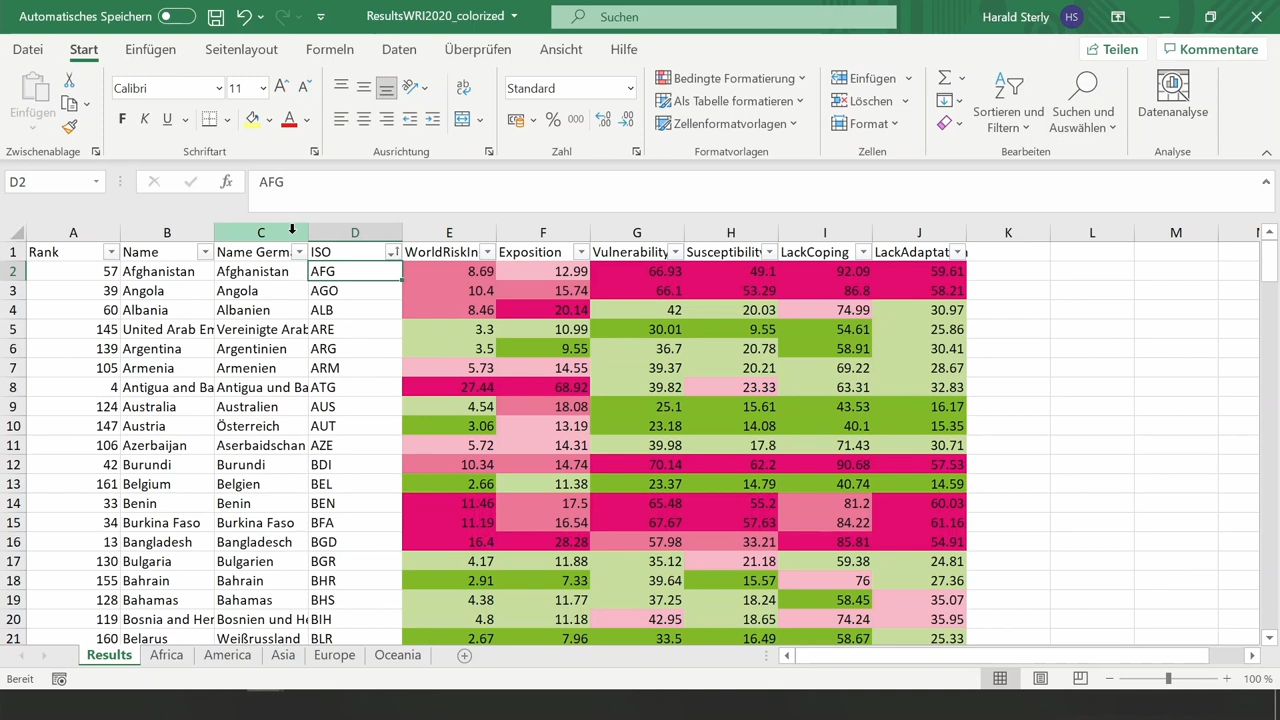 Automatisches Speichern ResultsWRI2020_colorized Suchen Harald Sterly HS
Datei Start Einfügen Seitenlayout Formeln Daten Überprüfen Ansicht Hilfe Teilen Kommentare
Einfügen Calibri 11 Standard Bedingte Formatierung Einfügen Sortieren und Filtern Suchen und Auswählen Datenanalyse
F K U A % 000 Als Tabelle formatieren Löschen
Zellenformatvorlagen Format
Zwischenablage Schriftart Ausrichtung Zahl Formatvorlagen Zellen Bearbeiten Analyse
D2 fx AFG
A B C D E F G H I J K L M
1 Rank Name Name Germ ISO WorldRiskIn Exposition Vulnerability Susceptibility LackCoping LackAdaptat
2 57 Afghanistan Afghanistan AFG 8.69 12.99 66.93 49.1 92.09 59.61
3 39 Angola Angola AGO 10.4 15.74 66.1 53.29 86.8 58.21
4 60 Albania Albanien ALB 8.46 20.14 42 20.03 74.99 30.97
5 145 United Arab Em Vereinigte Arab ARE 3.3 10.99 30.01 9.55 54.61 25.86
6 139 Argentina Argentinien ARG 3.5 9.55 36.7 20.78 58.91 30.41
7 105 Armenia Armenien ARM 5.73 14.55 39.37 20.21 69.22 28.67
8 4 Antigua and Ba Antigua und Ba ATG 27.44 68.92 39.82 23.33 63.31 32.83
9 124 Australia Australien AUS 4.54 18.08 25.1 15.61 43.53 16.17
10 147 Austria Österreich AUT 3.06 13.19 23.18 14.08 40.1 15.35
11 106 Azerbaijan Aserbaidschan AZE 5.72 14.31 39.98 17.8 71.43 30.71
12 42 Burundi Burundi BDI 10.34 14.74 70.14 62.2 90.68 57.53
13 161 Belgium Belgien BEL 2.66 11.38 23.37 14.79 40.74 14.59
14 33 Benin Benin BEN 11.46 17.5 65.48 55.2 81.2 60.03
15 34 Burkina Faso Burkina Faso BFA 11.19 16.54 67.67 57.63 84.22 61.16
16 13 Bangladesh Bangladesch BGD 16.4 28.28 57.98 33.21 85.81 54.91
17 130 Bulgaria Bulgarien BGR 4.17 11.88 35.12 21.18 59.38 24.81
18 155 Bahrain Bahrain BHR 2.91 7.33 39.64 15.57 76 27.36
19 128 Bahamas Bahamas BHS 4.38 11.77 37.25 18.24 58.45 35.07
20 119 Bosnia and Her Bosnien und He BIH 4.8 11.18 42.95 18.65 74.24 35.95
21 160 Belarus Weißrussland BLR 2.67 7.96 33.5 16.49 58.67 25.33
Results Africa America Asia Europe Oceania
Bereit 100 %